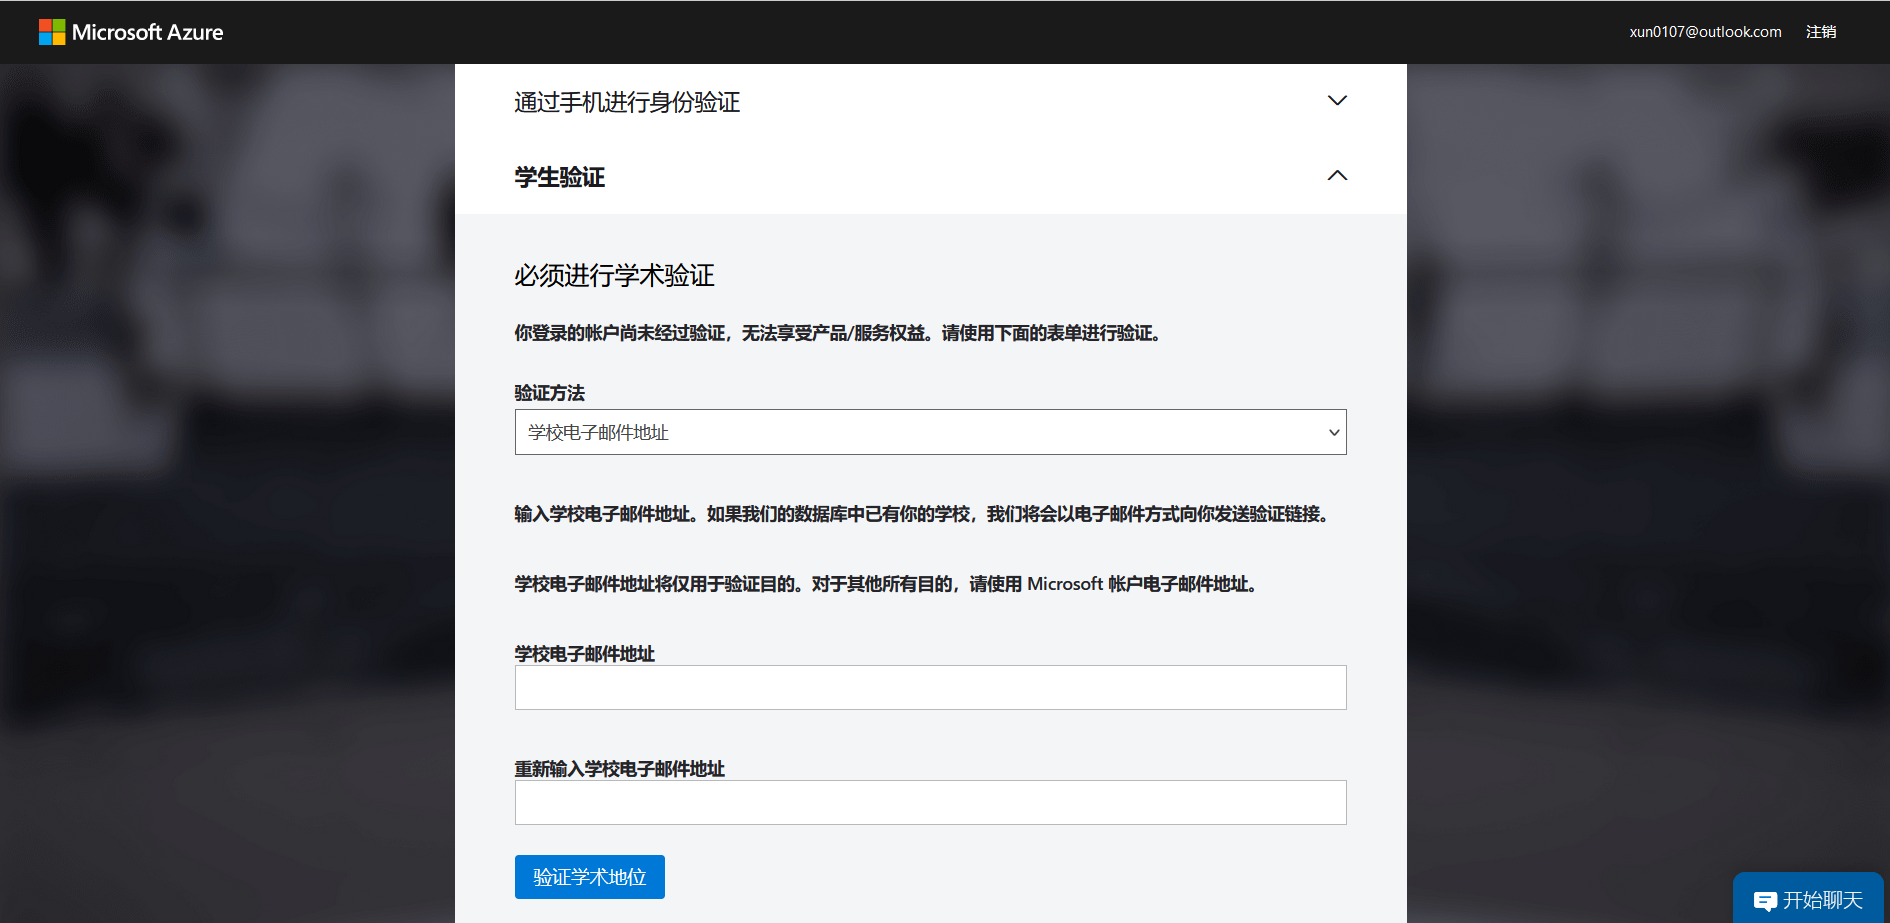 Microsoft Azure
xun0107@outlook.com 注销
通过手机进行身份验证
学生验证
必须进行学术验证
你登录的帐户尚未经过验证，无法享受产品/服务权益。请使用下面的表单进行验证。
验证方法
学校电子邮件地址
输入学校电子邮件地址。如果我们的数据库中已有你的学校，我们将会以电子邮件方式向你发送验证链接。
学校电子邮件地址将仅用于验证目的。对于其他所有目的，请使用 Microsoft 帐户电子邮件地址。
学校电子邮件地址
重新输入学校电子邮件地址
验证学术地位
开始聊天